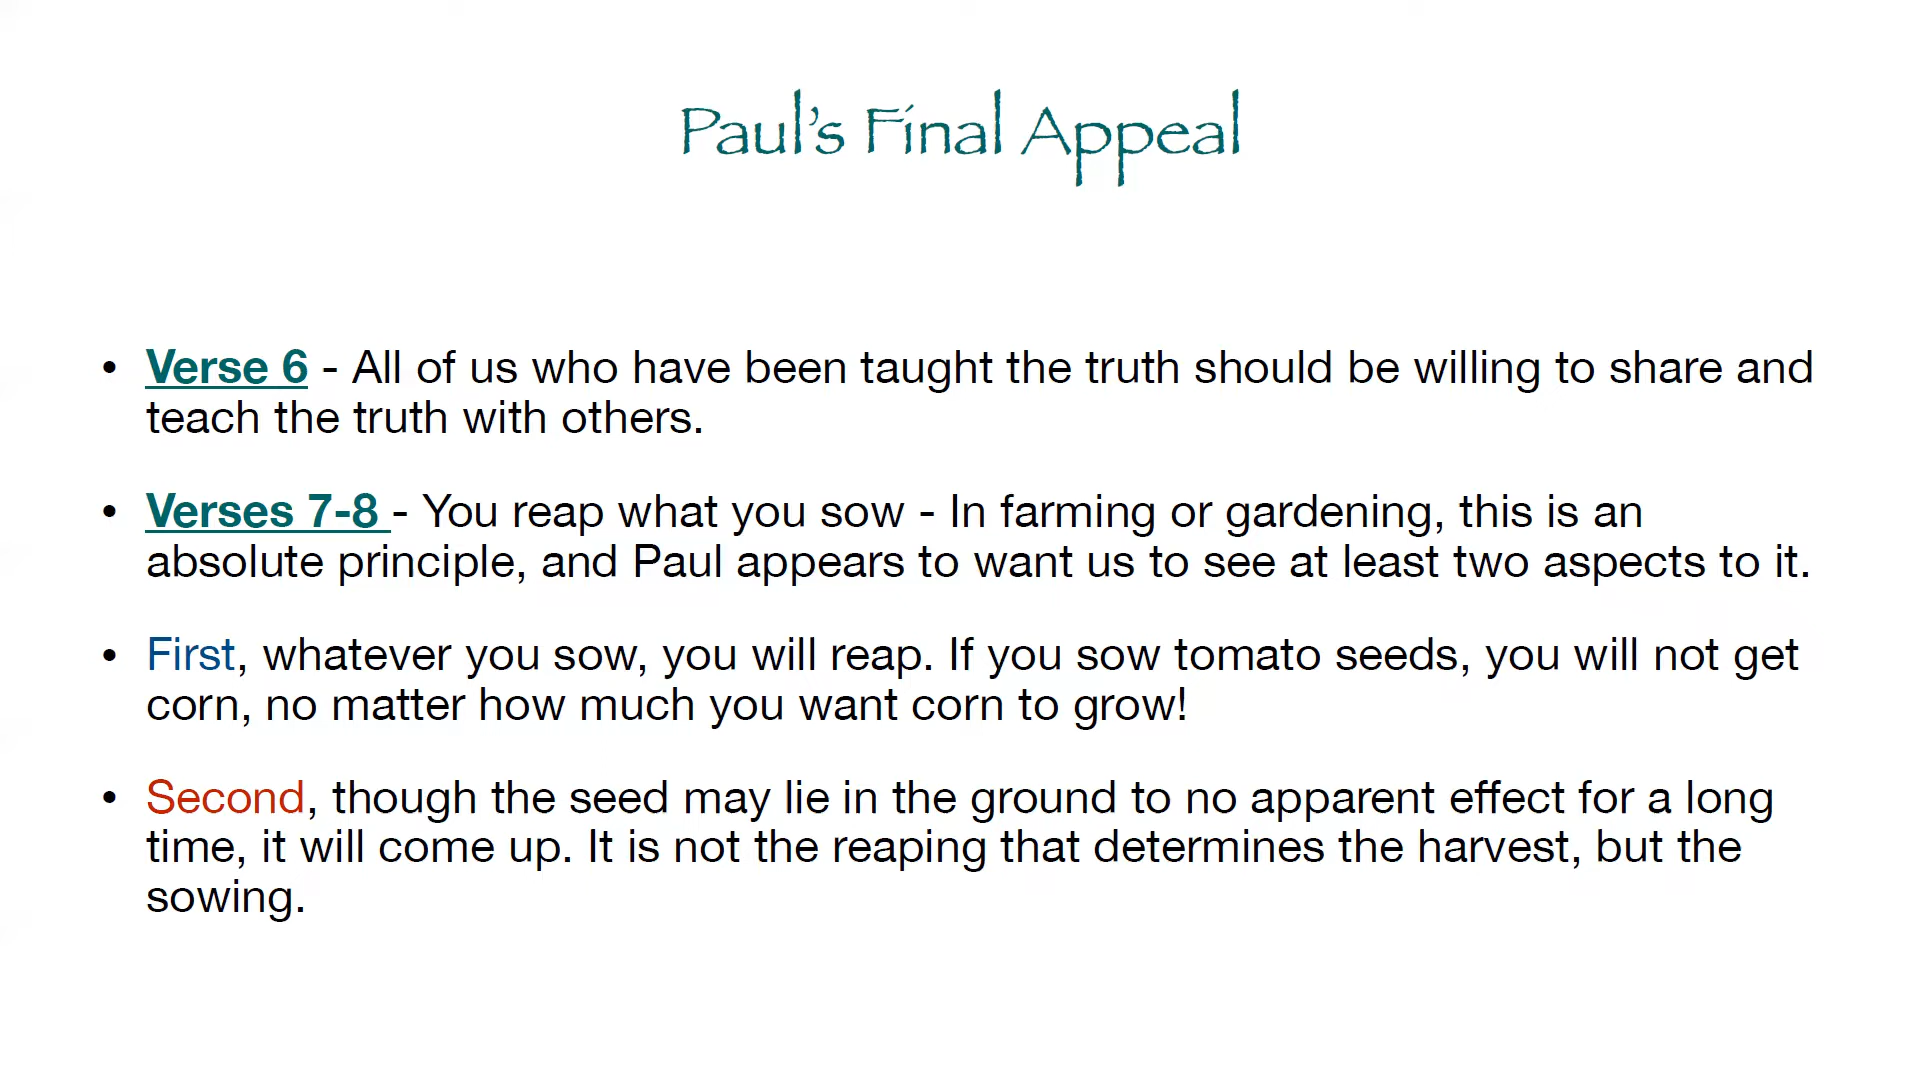 Paul’s Final Appeal
• Verse 6 - All of us who have been taught the truth should be willing to share and
teach the truth with others.
• Verses 7-8 - You reap what you sow - In farming or gardening, this is an
absolute principle, and Paul appears to want us to see at least two aspects to it.
• First, whatever you sow, you will reap. If you sow tomato seeds, you will not get
corn, no matter how much you want corn to grow!
• Second, though the seed may lie in the ground to no apparent effect for a long
time, it will come up. It is not the reaping that determines the harvest, but the
sowing.